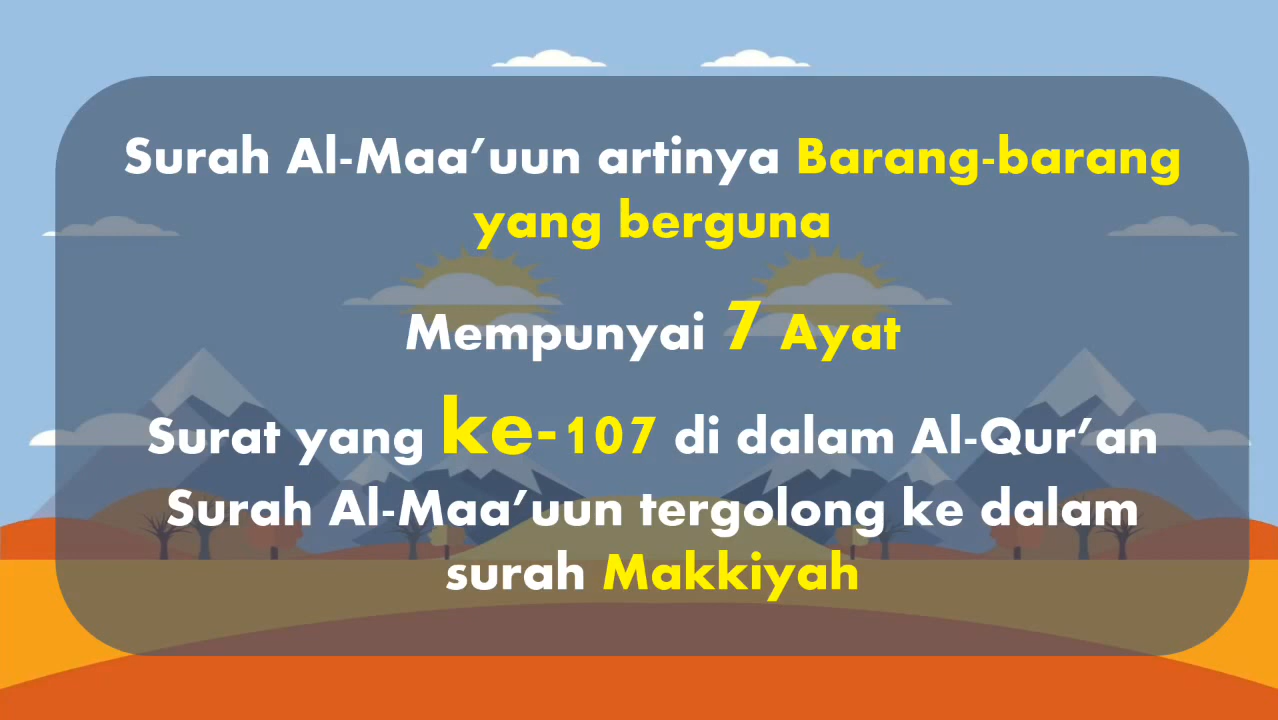 Surah Al-Maa’uun artinya Barang-barang
yang berguna
Mempunyai 7 Ayat
Surat yang ke-107 di dalam Al-Qur’an
Surah Al-Maa’uun tergolong ke dalam
surah Makkiyah